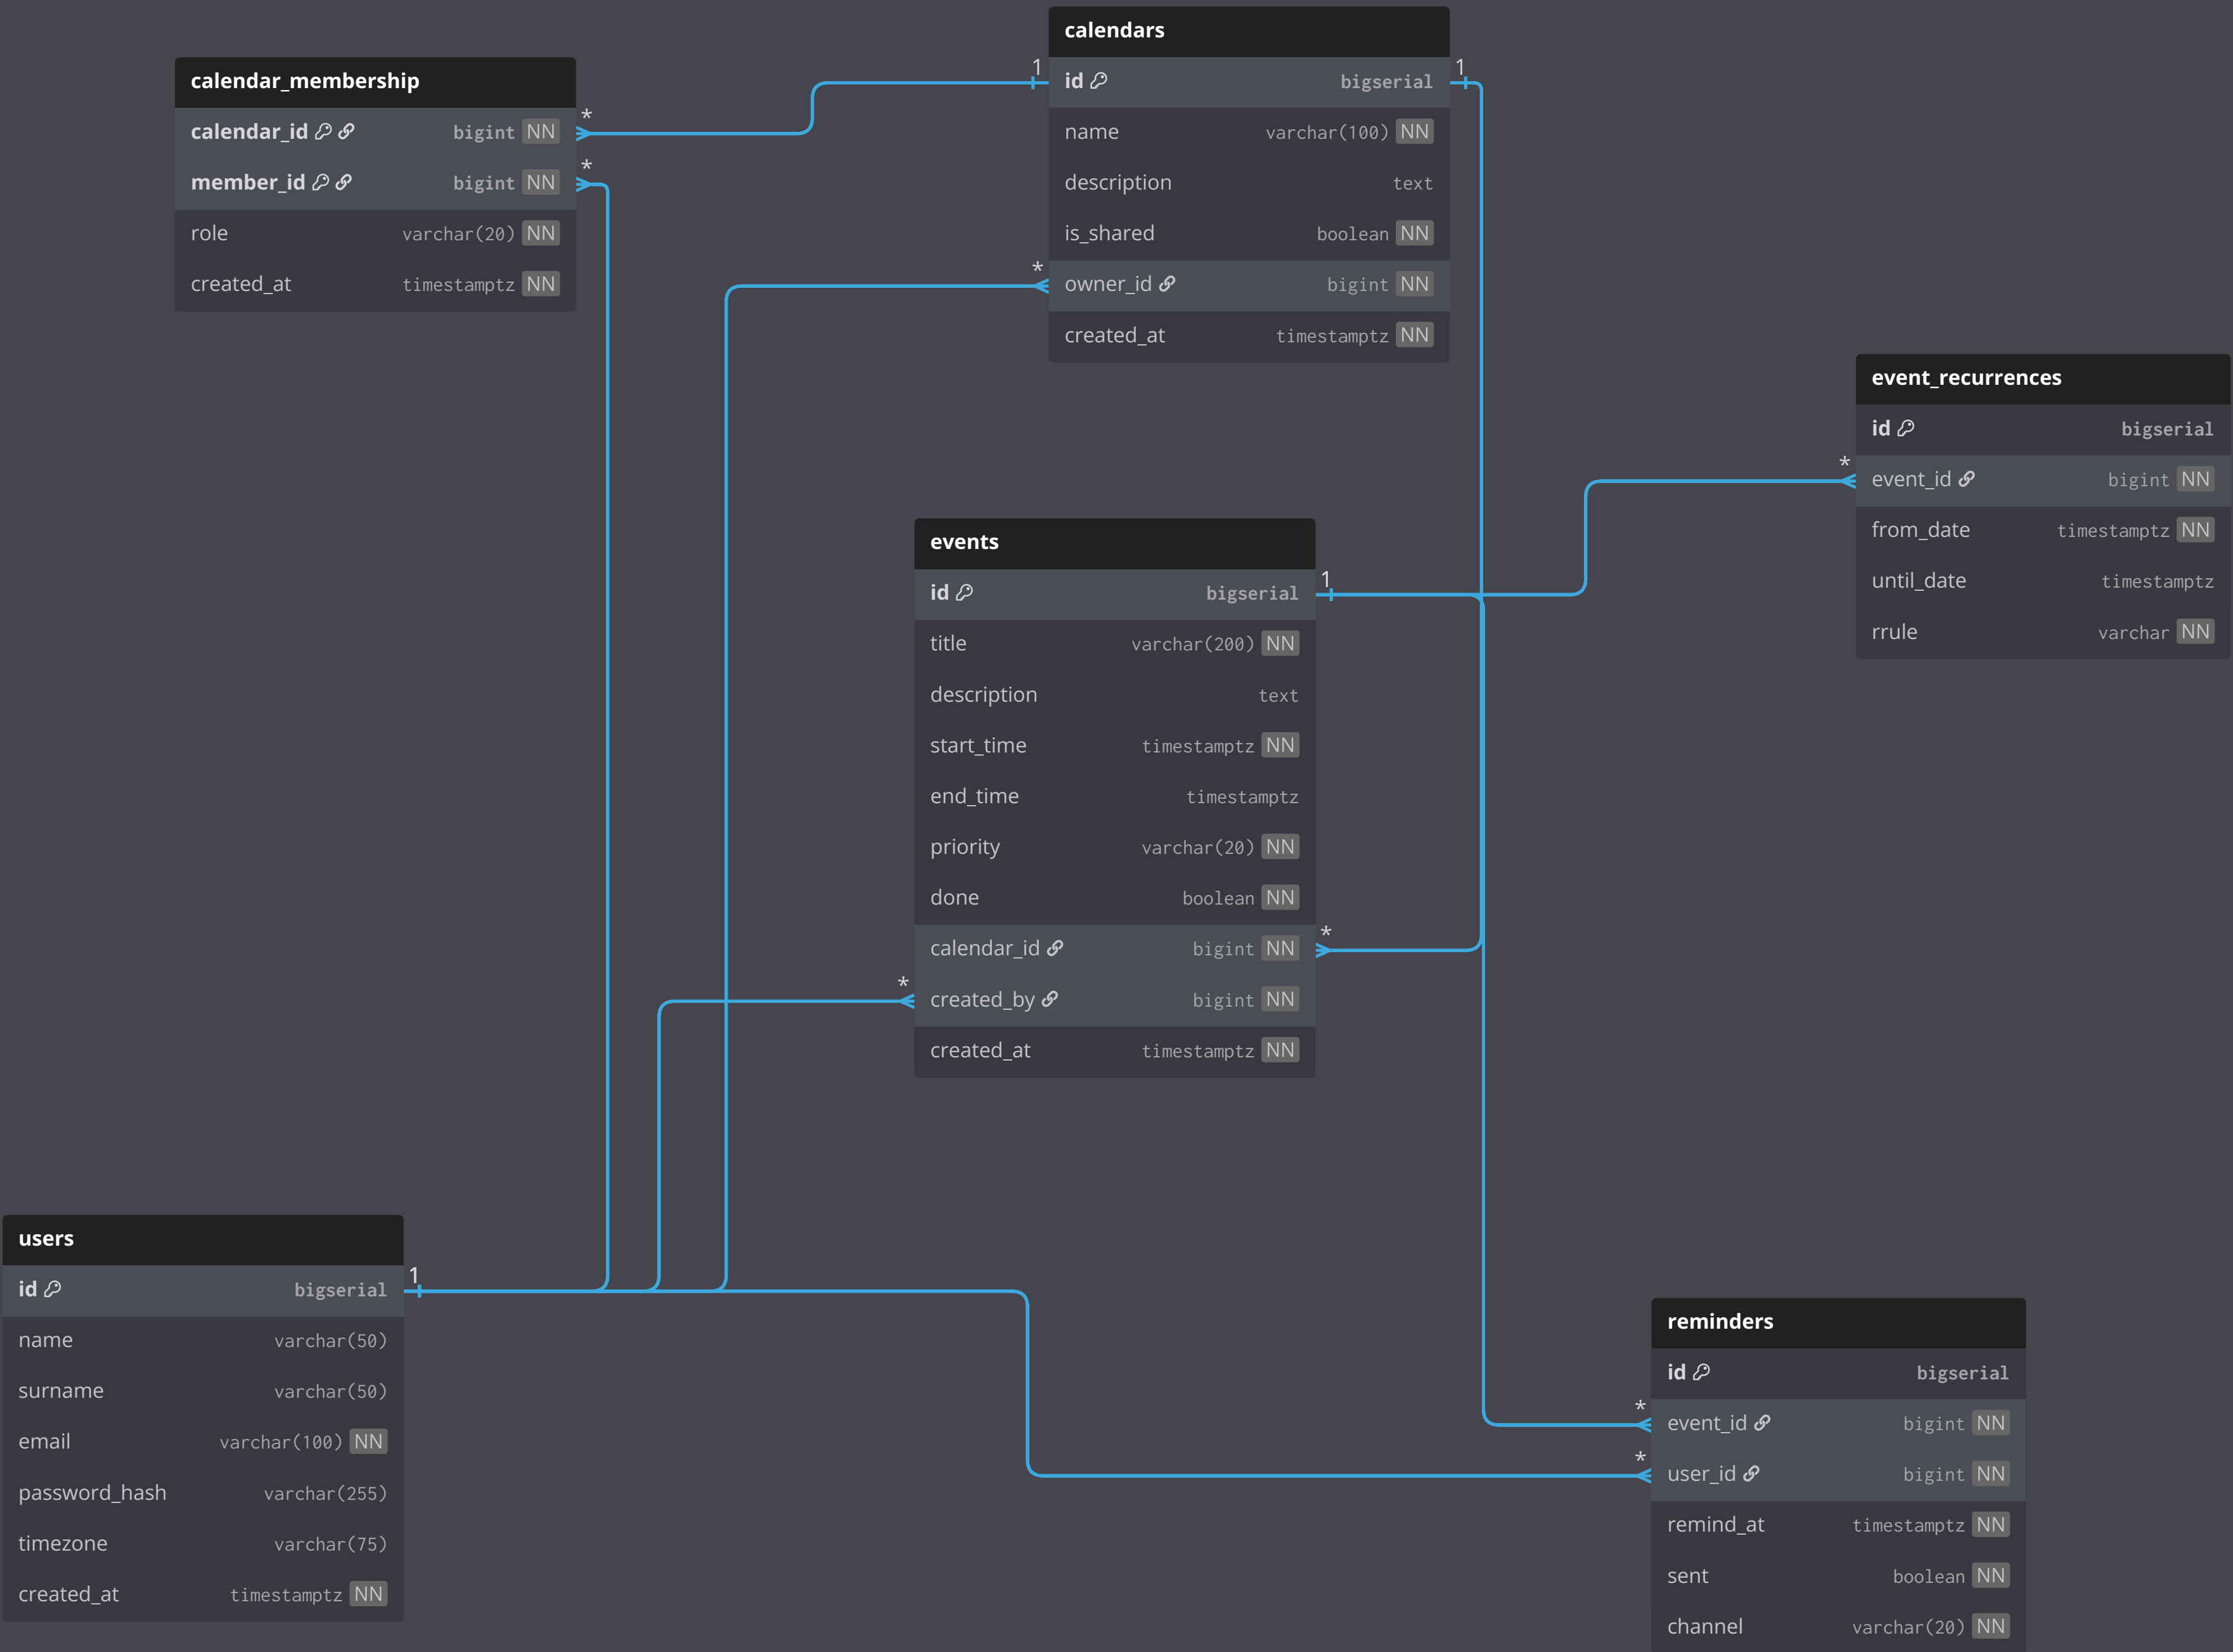 calendar_membership
calendar_id bigint NN
member_id bigint NN
role varchar(20) NN
created_at timestamptz NN
*
*
calendars
id bigserial
name varchar(100) NN
description text
is_shared boolean NN
owner_id bigint NN
created_at timestamptz NN
1
1
*
event_recurrences
id bigserial
event_id bigint NN
from_date timestamptz NN
until_date timestamptz
rrule varchar NN
*
events
id bigserial
title varchar(200) NN
description text
start_time timestamptz NN
end_time timestamptz
priority varchar(20) NN
done boolean NN
calendar_id bigint NN
created_by bigint NN
created_at timestamptz NN
1
*
*
users
id bigserial
name varchar(50)
surname varchar(50)
email varchar(100) NN
password_hash varchar(255)
timezone varchar(75)
created_at timestamptz NN
1
reminders
id bigserial
event_id bigint NN
user_id bigint NN
remind_at timestamptz NN
sent boolean NN
channel varchar(20) NN
*
*